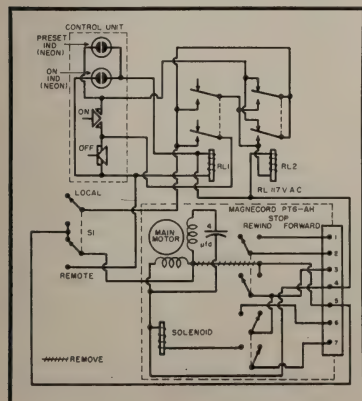 CONTROL UNIT
PRESET
IND
(NEON)
ON
IND
(NEON)
ON
OFF
RL1
RL2
RL 117 VAC
LOCAL
S1
REMOTE
MAGNECORD PT6-AH
STOP
REWIND FORWARD
MAIN
MOTOR
4
μfd
SOLENOID
1
2
3
4
5
6
7
REMOVE